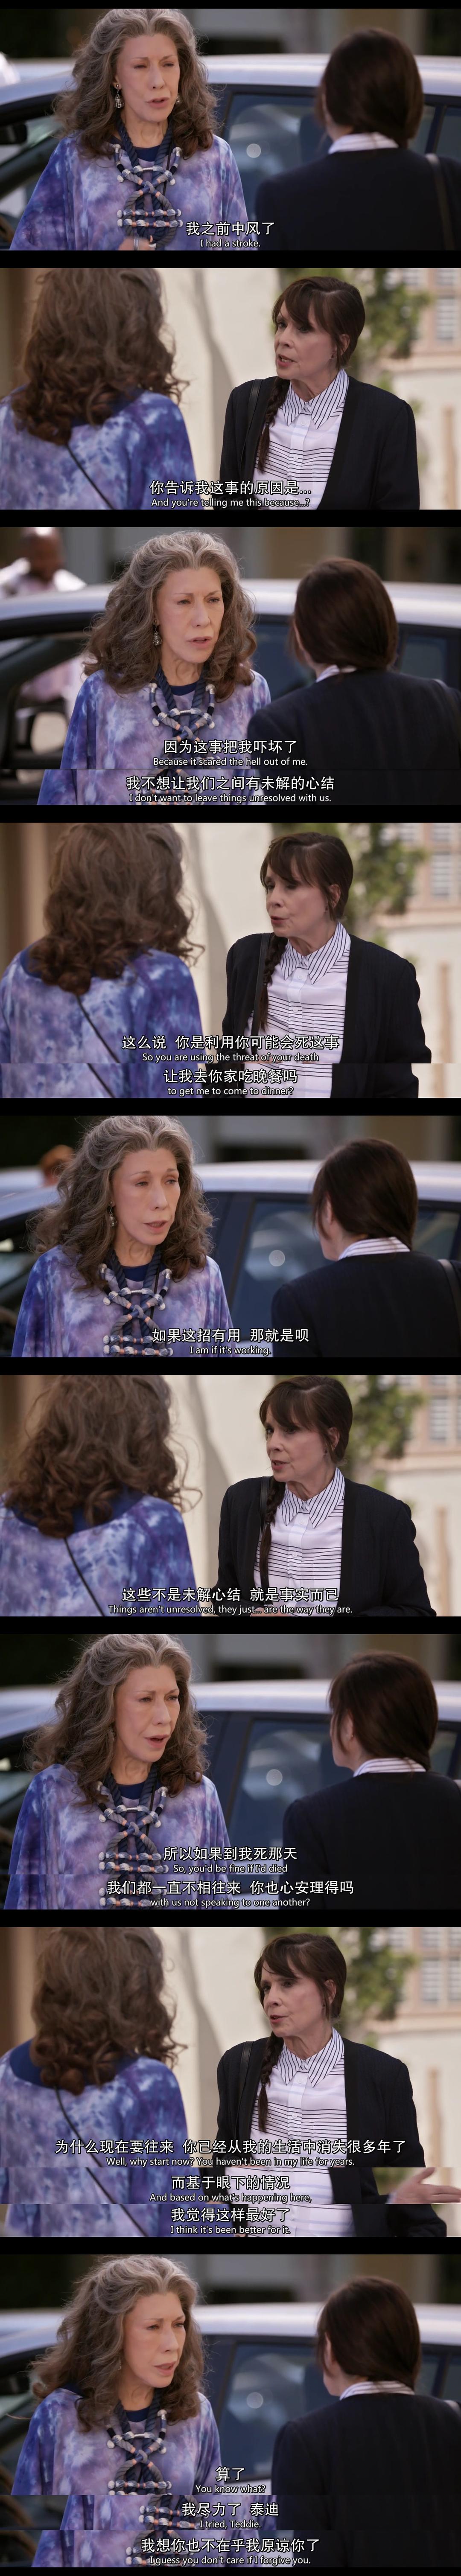 我之前中风了
I had a stroke.
你告诉我这事的原因是...
And you're telling me this because...?
因为这事把我吓坏了
Because it scared the hell out of me.
我不想让我们之间有未解的心结
I don't want to leave things unresolved with us.
这么说 你是利用你可能会死这事
So you are using the threat of your death
让我去你家吃晚餐吗
to get me to come to dinner?
如果这招有用 那就是呗
I am if it's working.
这些不是未解心结 就是事实而已
Things aren't unresolved, they just... are the way they are.
所以如果到我死那天
So, you'd be fine if I'd died
我们都一直不相往来 你也心安理得吗
with us not speaking to one another?
为什么现在要往来 你已经从我的生活中消失很多年了
Well, why start now? You haven't been in my life for years.
而基于眼下的情况
And based on what's happening here,
我觉得这样最好了
I think it's been better for it.
算了
You know what?
我尽力了 泰迪
I tried, Teddie.
我想你也不在乎我原谅你了
I guess you don't care if I forgive you.